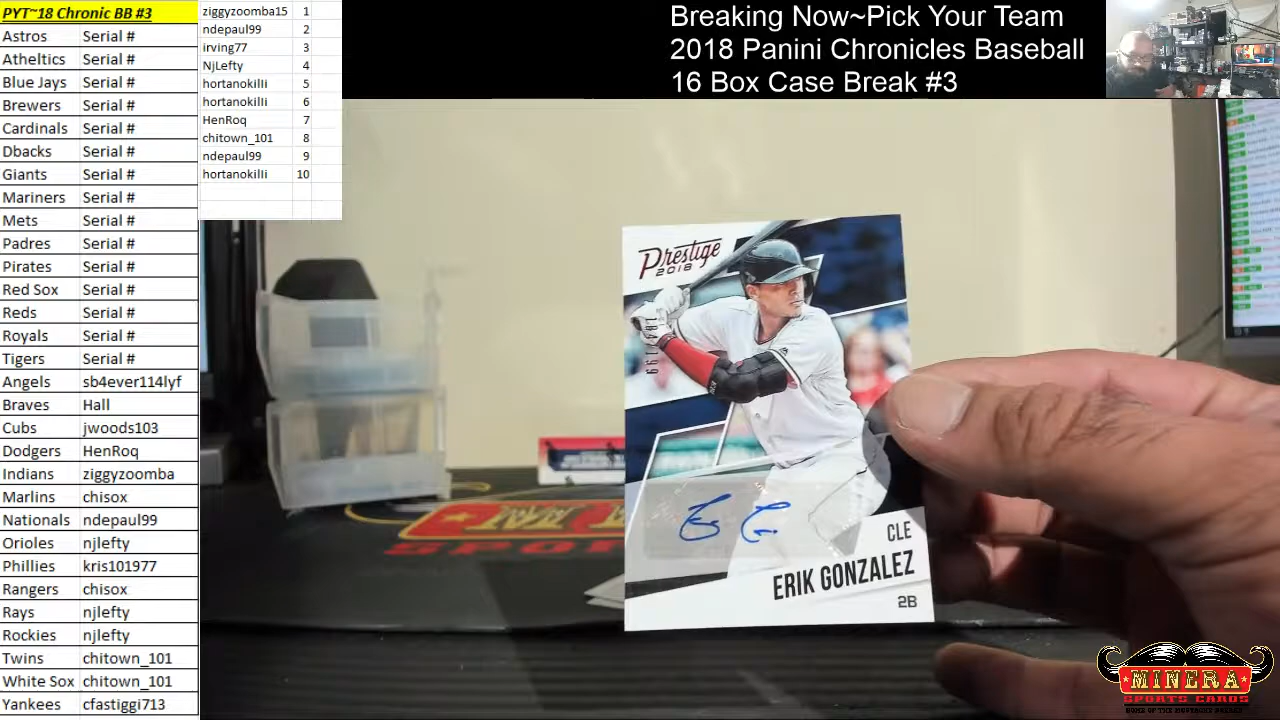 PYT~18 Chronic BB #3
Astros Serial #
Atheltics Serial #
Blue Jays Serial #
Brewers Serial #
Cardinals Serial #
Dbacks Serial #
Giants Serial #
Mariners Serial #
Mets Serial #
Padres Serial #
Pirates Serial #
Red Sox Serial #
Reds Serial #
Royals Serial #
Tigers Serial #
Angels sb4ever114lyf
Braves Hall
Cubs jwoods103
Dodgers HenRoq
Indians ziggyzoomba
Marlins chisox
Nationals ndepaul99
Orioles njlefty
Phillies kris101977
Rangers chisox
Rays njlefty
Rockies njlefty
Twins chitown_101
White Sox chitown_101
Yankees cfastiggi713
ziggyzoomba15 1
ndepaul99 2
irving77 3
NjLefty 4
hortanokilli 5
hortanokilli 6
HenRoq 7
chitown_101 8
ndepaul99 9
hortanokilli 10
Breaking Now~Pick Your Team
2018 Panini Chronicles Baseball
16 Box Case Break #3
Prestige
2018
CLE
ERIK GONZALEZ
2B
MINERA
SPORTS CARDS